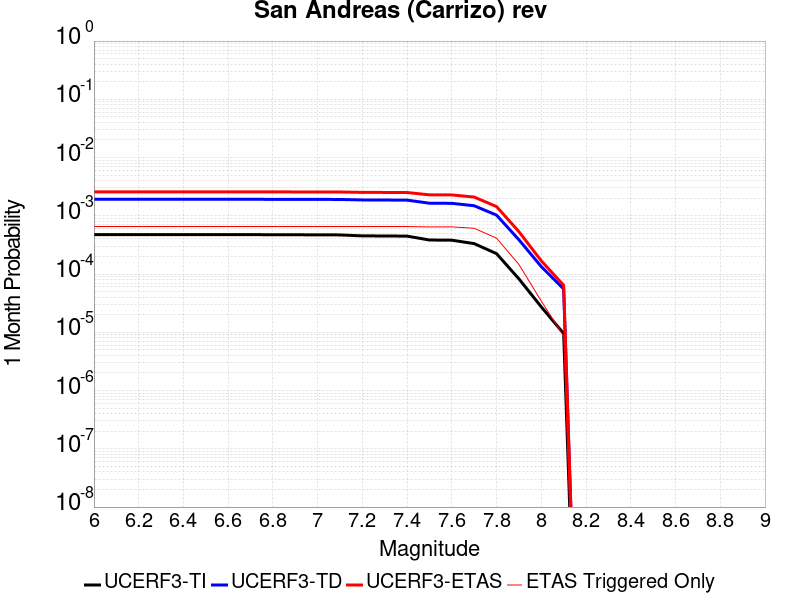 San Andreas (Carrizo) rev
10^0
10^-1
10^-2
10^-3
10^-4
10^-5
10^-6
10^-7
10^-8
1 Month Probability
6 6.2 6.4 6.6 6.8 7 7.2 7.4 7.6 7.8 8 8.2 8.4 8.6 8.8 9
Magnitude
UCERF3-TI UCERF3-TD UCERF3-ETAS ETAS Triggered Only